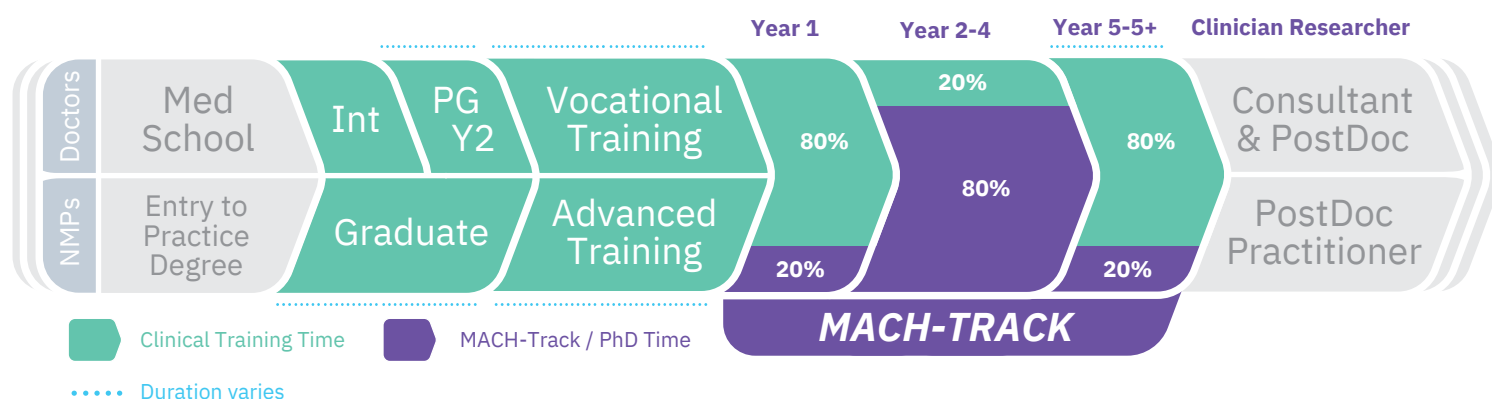 Year 1
Year 2-4
Year 5-5+
Clinician Researcher
Doctors
Med
School
Int
PG
Y2
Vocational
Training
80%
20%
80%
80%
Consultant
& PostDoc
NMPs
Entry to
Practice
Degree
Graduate
Advanced
Training
20%
20%
PostDoc
Practitioner
MACH-TRACK
Clinical Training Time
MACH-Track / PhD Time
Duration varies